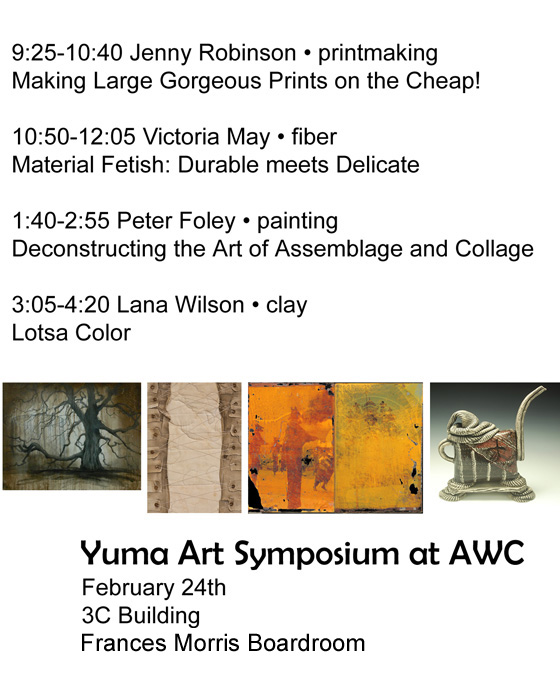 9:25-10:40 Jenny Robinson • printmaking
Making Large Gorgeous Prints on the Cheap!
10:50-12:05 Victoria May • fiber
Material Fetish: Durable meets Delicate
1:40-2:55 Peter Foley • painting
Deconstructing the Art of Assemblage and Collage
3:05-4:20 Lana Wilson • clay
Lotsa Color
Yuma Art Symposium at AWC
February 24th
3C Building
Frances Morris Boardroom